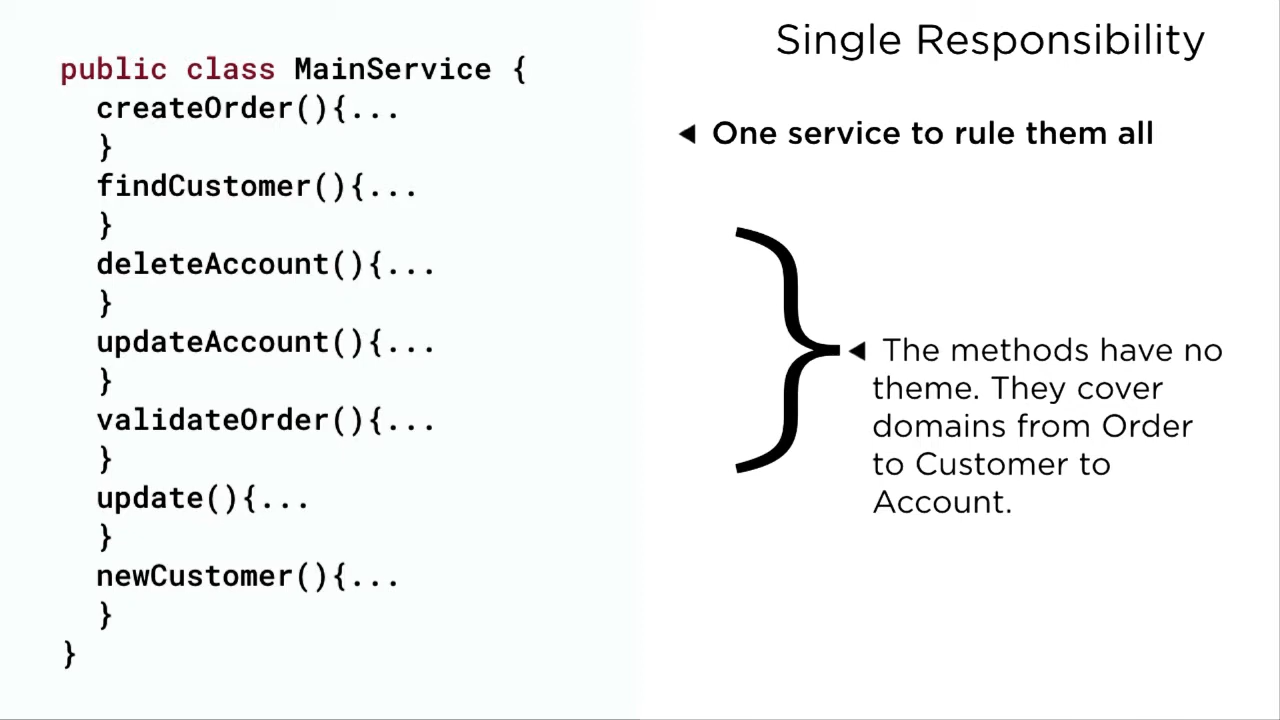 Single Responsibility
public class MainService {
createOrder(){...
}
findCustomer(){...
}
deleteAccount(){...
}
updateAccount(){...
}
validateOrder(){...
}
update(){...
}
newCustomer(){...
}
}
One service to rule them all
The methods have no
theme. They cover
domains from Order
to Customer to
Account.